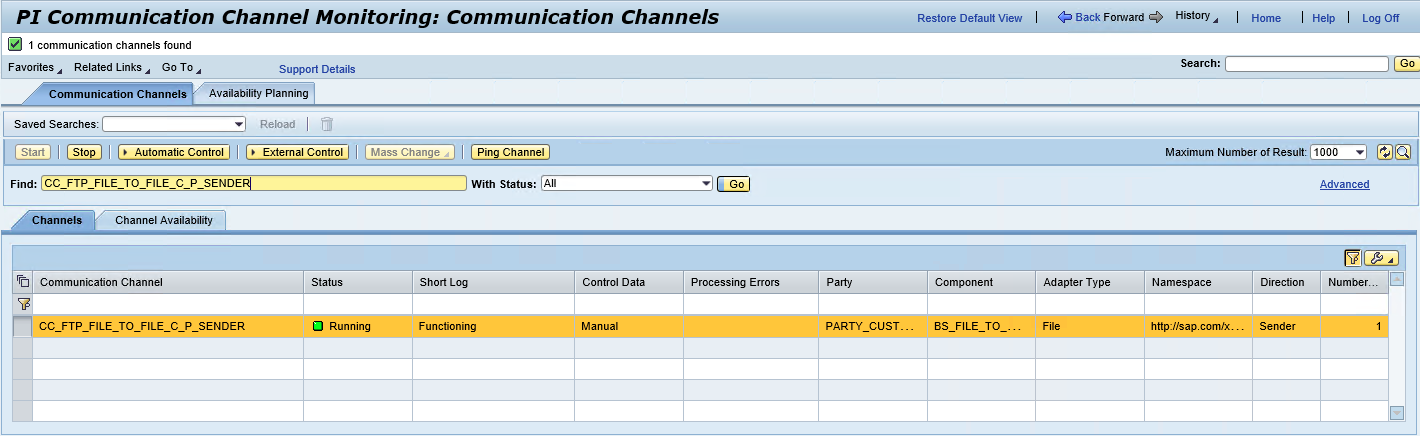 PI Communication Channel Monitoring: Communication Channels
Restore Default View Back Forward History Home Help Log Off
1 communication channels found
Favorites Related Links Go To Support Details Search: Go
Communication Channels Availability Planning
Saved Searches: Reload
Start Stop Automatic Control External Control Mass Change Ping Channel Maximum Number of Result: 1000
Find: CC_FTP_FILE_TO_FILE_C_P_SENDER With Status: All Go Advanced
Channels Channel Availability
Communication Channel Status Short Log Control Data Processing Errors Party Component Adapter Type Namespace Direction Number...
CC_FTP_FILE_TO_FILE_C_P_SENDER Running Functioning Manual PARTY_CUST... BS_FILE_TO_... File http://sap.com/x... Sender 1